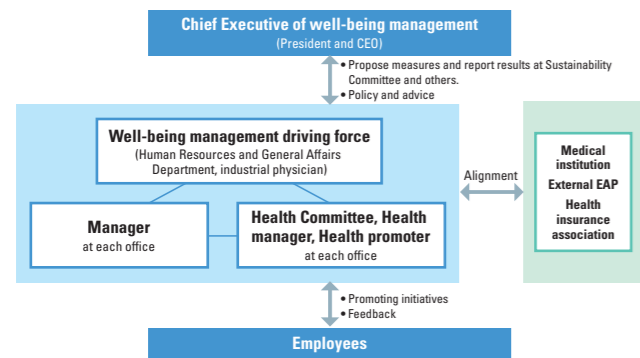 Chief Executive of well-being management
(President and CEO)
• Propose measures and report results at Sustainability
Committee and others.
• Policy and advice
Well-being management driving force
(Human Resources and General Affairs
Department, industrial physician)
Manager
at each office
Health Committee, Health
manager, Health promoter
at each office
Alignment
Medical
institution
External EAP
Health
insurance
association
• Promoting initiatives
• Feedback
Employees